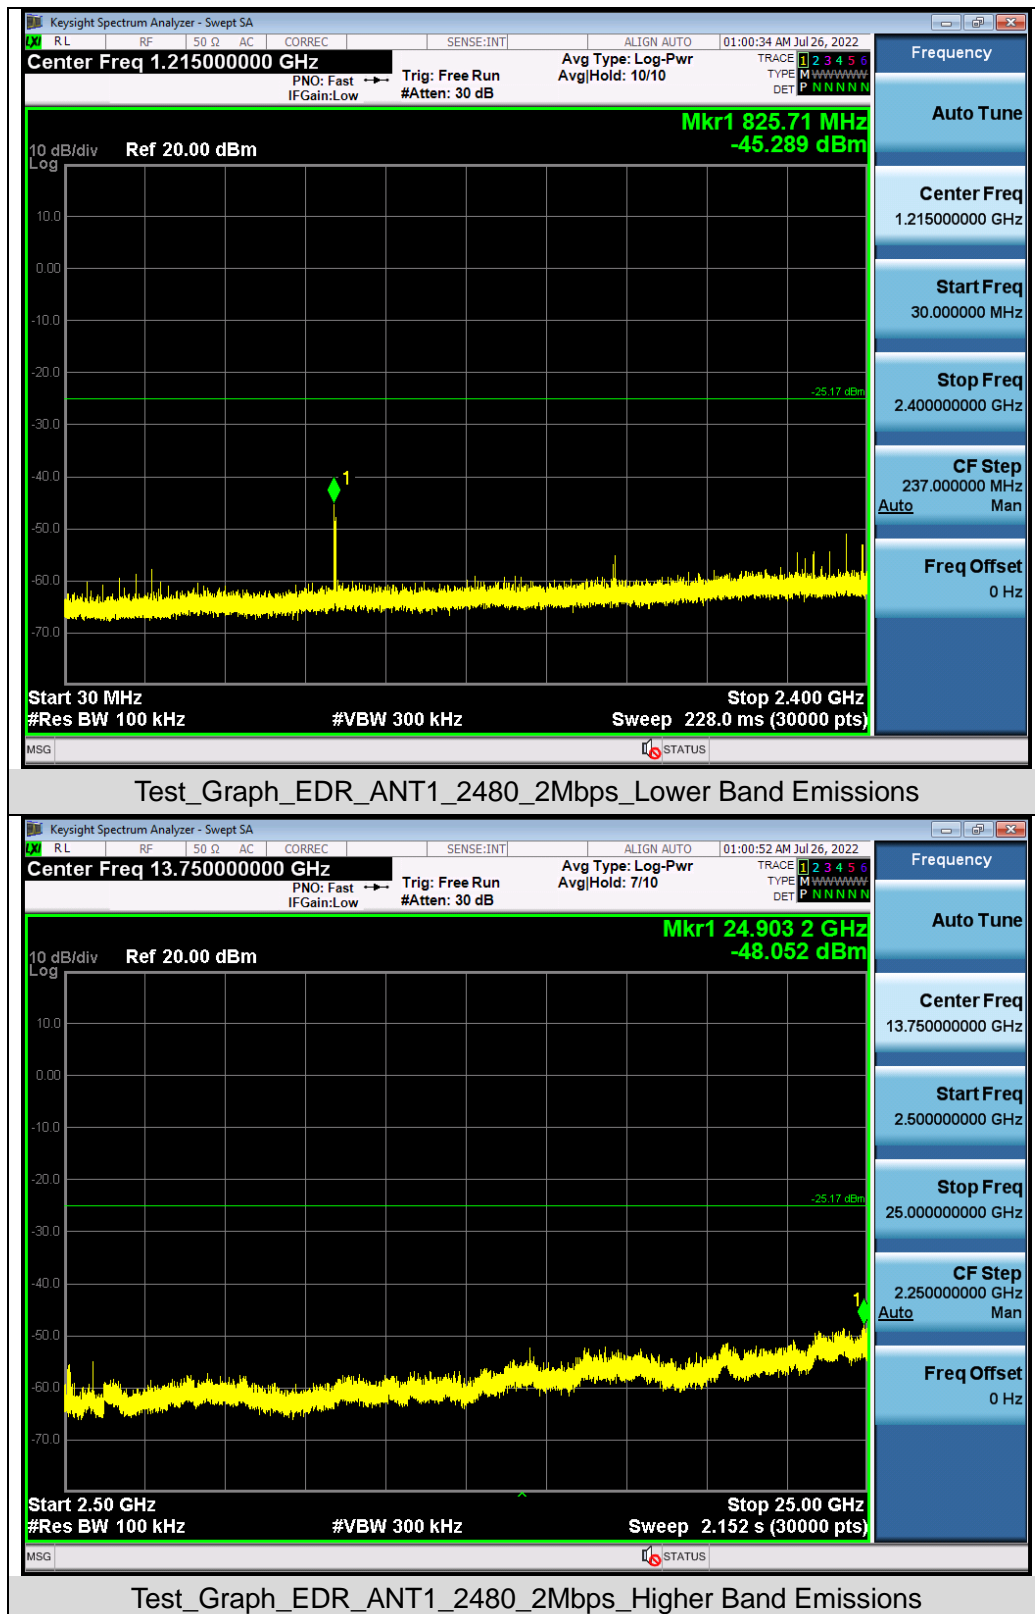 Keysight Spectrum Analyzer - Swept SA
LXI RL RF 50 Ω AC CORREC SENSE:INT ALIGN AUTO 01:00:34 AM Jul 26, 2022
Center Freq 1.215000000 GHz
PNO: Fast
IFGain:Low
Trig: Free Run
#Atten: 30 dB
Avg Type: Log-Pwr
Avg|Hold: 10/10
TRACE 1 2 3 4 5 6
TYPE M WWWWW
DET P N N N N N
Mkr1 825.71 MHz
-45.289 dBm
10 dB/div Ref 20.00 dBm
Log
10.0
0.00
-10.0
-20.0
-25.17 dBm
-30.0
-40.0
1
-50.0
-60.0
-70.0
Start 30 MHz Stop 2.400 GHz
#Res BW 100 kHz #VBW 300 kHz Sweep 228.0 ms (30000 pts)
MSG STATUS
Frequency
Auto Tune
Center Freq
1.215000000 GHz
Start Freq
30.000000 MHz
Stop Freq
2.400000000 GHz
CF Step
237.000000 MHz
Auto Man
Freq Offset
0 Hz
Test_Graph_EDR_ANT1_2480_2Mbps_Lower Band Emissions
Keysight Spectrum Analyzer - Swept SA
LXI RL RF 50 Ω AC CORREC SENSE:INT ALIGN AUTO 01:00:52 AM Jul 26, 2022
Center Freq 13.750000000 GHz
PNO: Fast
IFGain:Low
Trig: Free Run
#Atten: 30 dB
Avg Type: Log-Pwr
Avg|Hold: 7/10
TRACE 1 2 3 4 5 6
TYPE M WWWWW
DET P N N N N N
Mkr1 24.903 2 GHz
-48.052 dBm
10 dB/div Ref 20.00 dBm
Log
10.0
0.00
-10.0
-20.0
-25.17 dBm
-30.0
-40.0
1
-50.0
-60.0
-70.0
Start 2.50 GHz Stop 25.00 GHz
#Res BW 100 kHz #VBW 300 kHz Sweep 2.152 s (30000 pts)
MSG STATUS
Frequency
Auto Tune
Center Freq
13.750000000 GHz
Start Freq
2.500000000 GHz
Stop Freq
25.000000000 GHz
CF Step
2.250000000 GHz
Auto Man
Freq Offset
0 Hz
Test_Graph_EDR_ANT1_2480_2Mbps_Higher Band Emissions